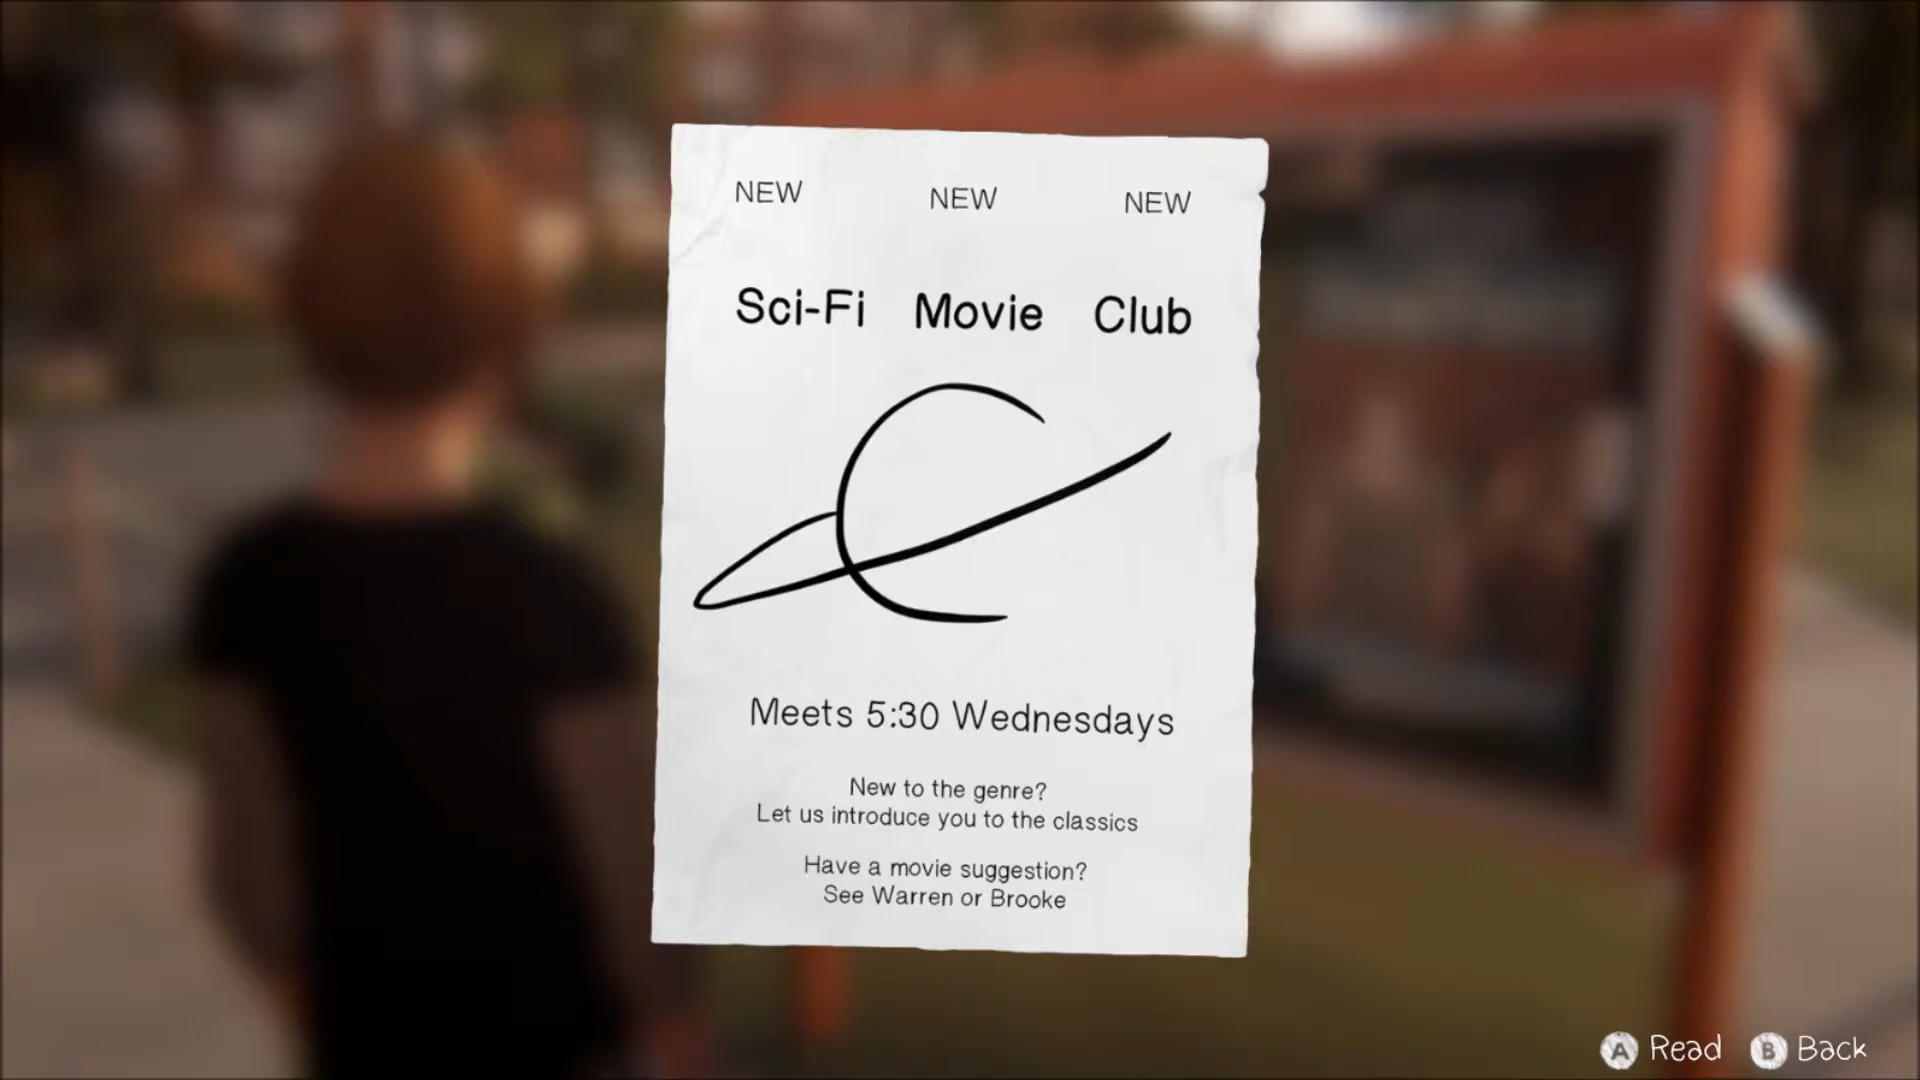 NEW NEW NEW
Sci-Fi Movie Club
Meets 5:30 Wednesdays
New to the genre?
Let us introduce you to the classics
Have a movie suggestion?
See Warren or Brooke
A Read B Back